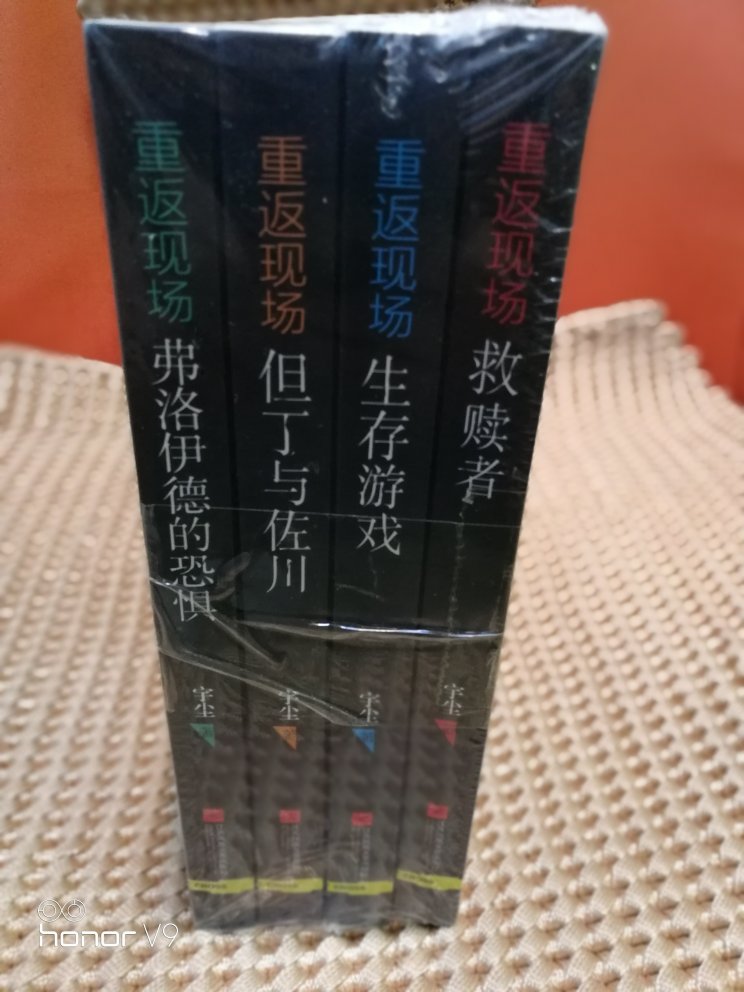 重返现场
弗洛伊德的恐惧
宇尘
重返现场
但丁与佐川
宇尘
重返现场
生存游戏
宇尘
重返现场
救赎者
宇尘
honor V9